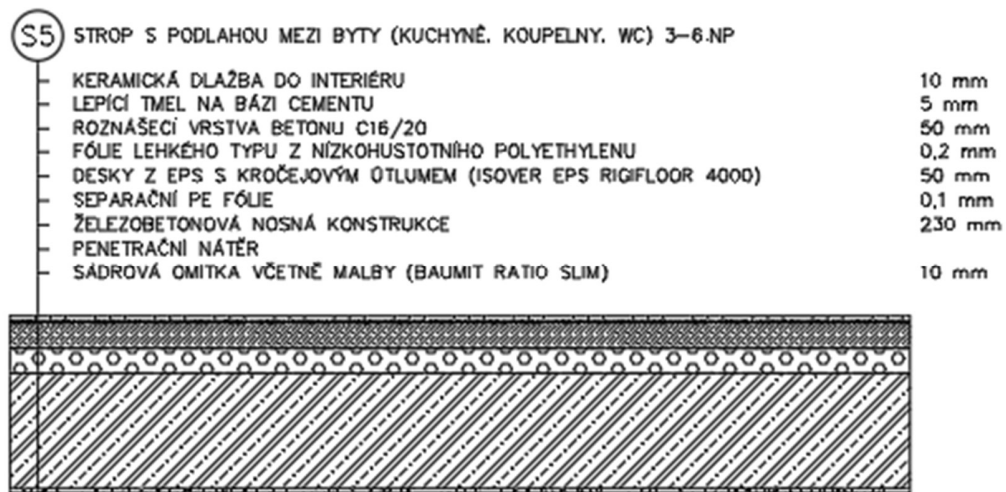 S5 STROP S PODLAHOU MEZI BYTY (KUCHYNĚ, KOUPELNY, WC) 3-6.NP
KERAMICKÁ DLAŽBA DO INTERIÉRU 10 mm
LEPÍCÍ TMEL NA BÁZI CEMENTU 5 mm
ROZNÁŠECÍ VRSTVA BETONU C16/20 50 mm
FÓLIE LEHKÉHO TYPU Z NÍZKOHUSTOTNÍHO POLYETHYLENU 0,2 mm
DESKY Z EPS S KROČEJOVÝM ÚTLUMEM (ISOVER EPS RIGIFLOOR 4000) 50 mm
SEPARAČNÍ PE FÓLIE 0,1 mm
ŽELEZOBETONOVÁ NOSNÁ KONSTRUKCE 230 mm
PENETRAČNÍ NÁTĚR
SÁDROVÁ OMÍTKA VČETNĚ MALBY (BAUMIT RATIO SLIM) 10 mm